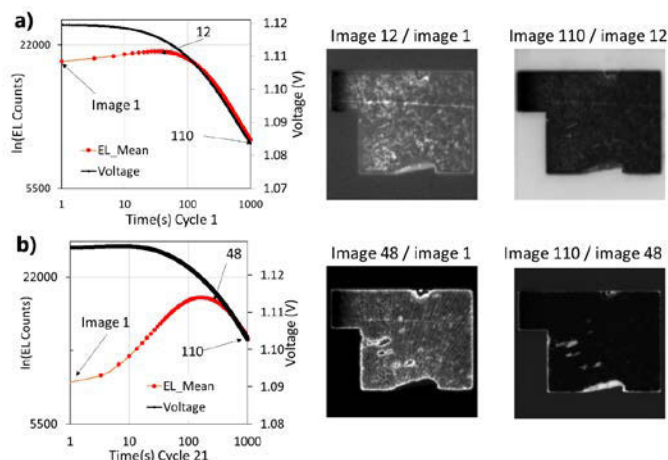 a)
Image 12 / image 1
Image 110 / image 12
22000
5500
ln(EL Counts)
12
Image 1
110
EL_Mean
Voltage
1.12
1.11
1.10
1.09
1.08
1.07
Voltage (V)
1
10
100
1000
Time(s) Cycle 1
b)
Image 48 / image 1
Image 110 / image 48
22000
5500
ln(EL Counts)
48
Image 1
110
EL_Mean
Voltage
1.12
1.11
1.10
1.09
1.08
Voltage (V)
1
10
100
1000
Time(s) Cycle 21